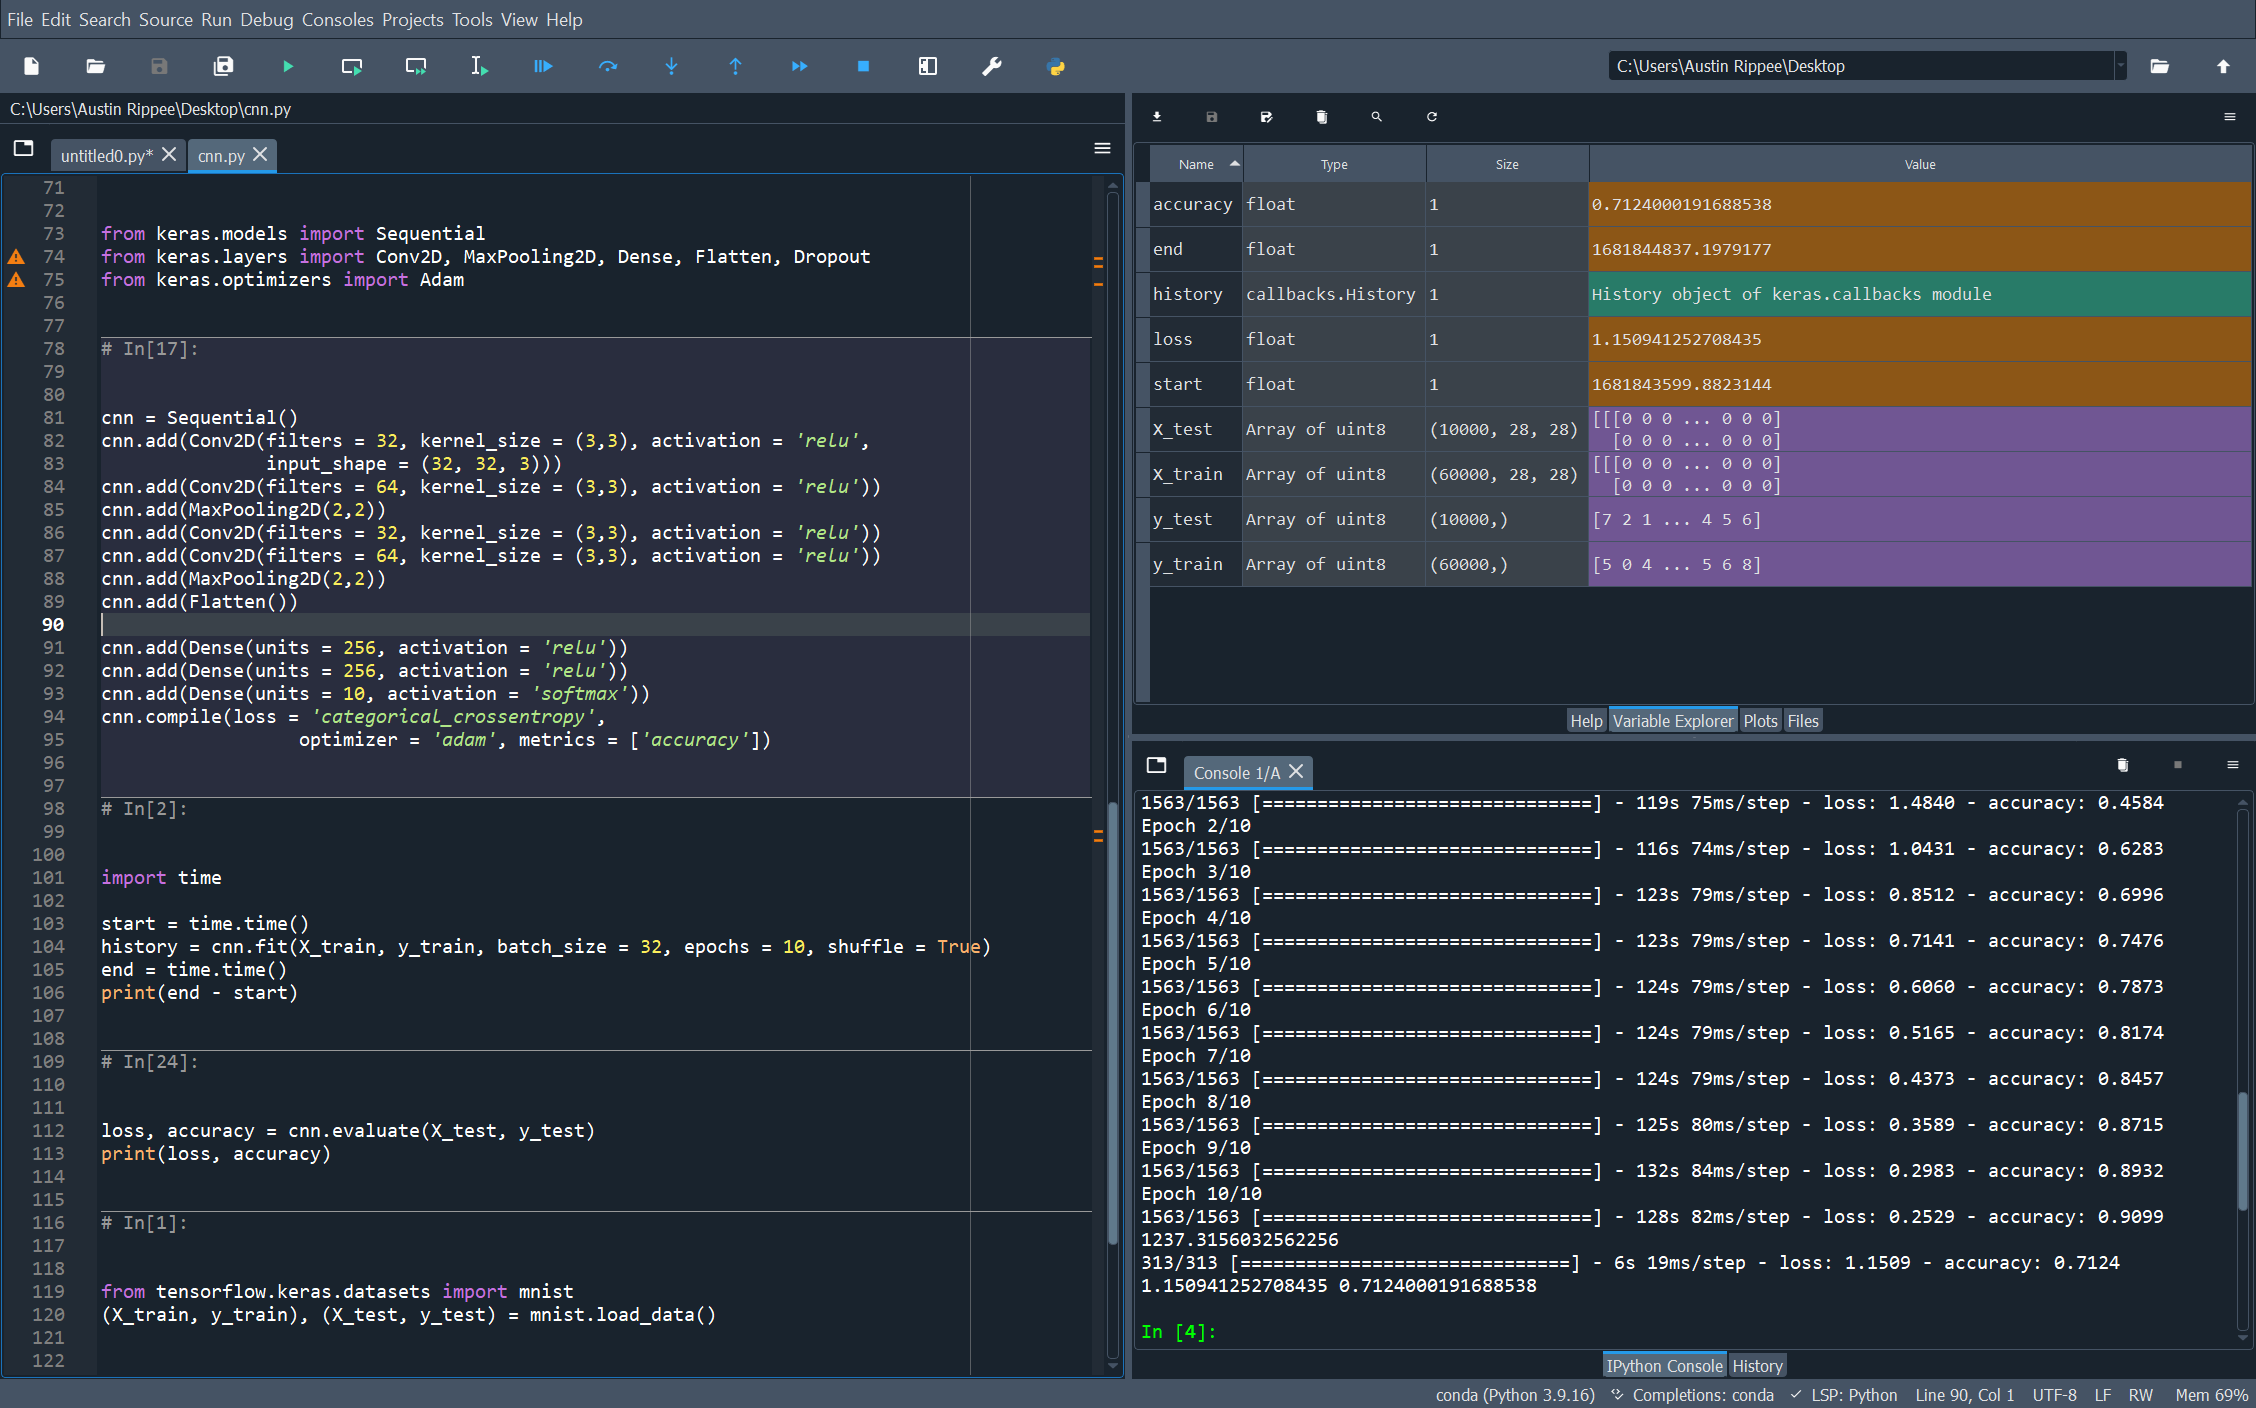 File Edit Search Source Run Debug Consoles Projects Tools View Help
C:\Users\Austin Rippee\Desktop
C:\Users\Austin Rippee\Desktop\cnn.py
untitled0.py* cnn.py
71
72
73 from keras.models import Sequential
74 from keras.layers import Conv2D, MaxPooling2D, Dense, Flatten, Dropout
75 from keras.optimizers import Adam
76
77
78 # In[17]:
79
80
81 cnn = Sequential()
82 cnn.add(Conv2D(filters = 32, kernel_size = (3,3), activation = 'relu',
83 input_shape = (32, 32, 3)))
84 cnn.add(Conv2D(filters = 64, kernel_size = (3,3), activation = 'relu'))
85 cnn.add(MaxPooling2D(2,2))
86 cnn.add(Conv2D(filters = 32, kernel_size = (3,3), activation = 'relu'))
87 cnn.add(Conv2D(filters = 64, kernel_size = (3,3), activation = 'relu'))
88 cnn.add(MaxPooling2D(2,2))
89 cnn.add(Flatten())
90
91 cnn.add(Dense(units = 256, activation = 'relu'))
92 cnn.add(Dense(units = 256, activation = 'relu'))
93 cnn.add(Dense(units = 10, activation = 'softmax'))
94 cnn.compile(loss = 'categorical_crossentropy',
95 optimizer = 'adam', metrics = ['accuracy'])
96
97
98 # In[2]:
99
100
101 import time
102
103 start = time.time()
104 history = cnn.fit(X_train, y_train, batch_size = 32, epochs = 10, shuffle = True)
105 end = time.time()
106 print(end - start)
107
108
109 # In[24]:
110
111
112 loss, accuracy = cnn.evaluate(X_test, y_test)
113 print(loss, accuracy)
114
115
116 # In[1]:
117
118
119 from tensorflow.keras.datasets import mnist
120 (X_train, y_train), (X_test, y_test) = mnist.load_data()
121
122
Name Type Size Value
accuracy float 1 0.7124000191688538
end float 1 1681844837.1979177
history callbacks.History 1 History object of keras.callbacks module
loss float 1 1.150941252708435
start float 1 1681843599.8823144
X_test Array of uint8 (10000, 28, 28) [[[0 0 0 ... 0 0 0]
[0 0 0 ... 0 0 0]
X_train Array of uint8 (60000, 28, 28) [[[0 0 0 ... 0 0 0]
[0 0 0 ... 0 0 0]
y_test Array of uint8 (10000,) [7 2 1 ... 4 5 6]
y_train Array of uint8 (60000,) [5 0 4 ... 5 6 8]
Help Variable Explorer Plots Files
Console 1/A
1563/1563 [==============================] - 119s 75ms/step - loss: 1.4840 - accuracy: 0.4584
Epoch 2/10
1563/1563 [==============================] - 116s 74ms/step - loss: 1.0431 - accuracy: 0.6283
Epoch 3/10
1563/1563 [==============================] - 123s 79ms/step - loss: 0.8512 - accuracy: 0.6996
Epoch 4/10
1563/1563 [==============================] - 123s 79ms/step - loss: 0.7141 - accuracy: 0.7476
Epoch 5/10
1563/1563 [==============================] - 124s 79ms/step - loss: 0.6060 - accuracy: 0.7873
Epoch 6/10
1563/1563 [==============================] - 124s 79ms/step - loss: 0.5165 - accuracy: 0.8174
Epoch 7/10
1563/1563 [==============================] - 124s 79ms/step - loss: 0.4373 - accuracy: 0.8457
Epoch 8/10
1563/1563 [==============================] - 125s 80ms/step - loss: 0.3589 - accuracy: 0.8715
Epoch 9/10
1563/1563 [==============================] - 132s 84ms/step - loss: 0.2983 - accuracy: 0.8932
Epoch 10/10
1563/1563 [==============================] - 128s 82ms/step - loss: 0.2529 - accuracy: 0.9099
1237.3156032562256
313/313 [==============================] - 6s 19ms/step - loss: 1.1509 - accuracy: 0.7124
1.150941252708435 0.7124000191688538
In [4]:
IPython Console History
conda (Python 3.9.16) Completions: conda LSP: Python Line 90, Col 1 UTF-8 LF RW Mem 69%